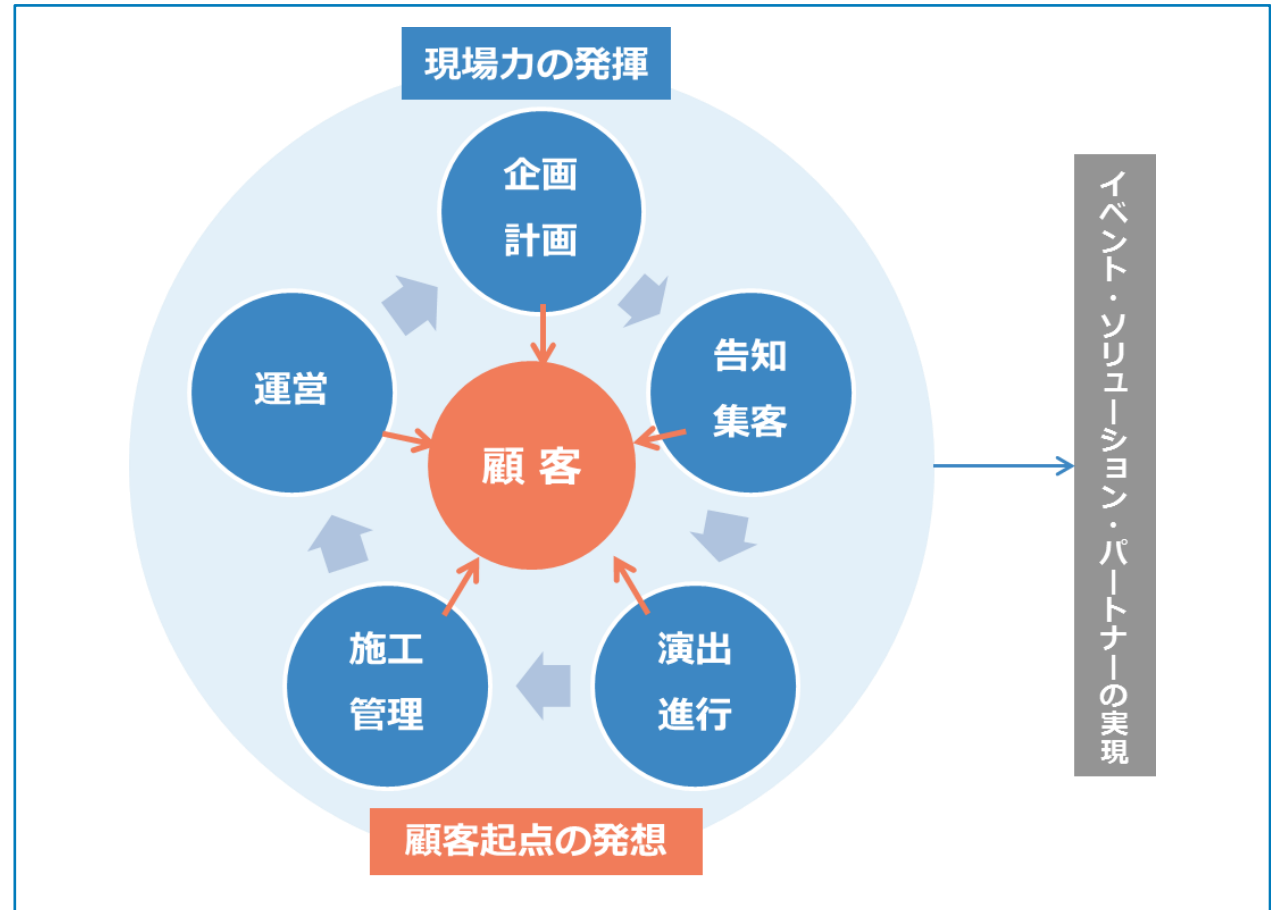 現場力の発揮
企画
計画
告知
集客
運営
顧 客
施工
管理
演出
進行
顧客起点の発想
イベント・ソリューション・パートナーの実現